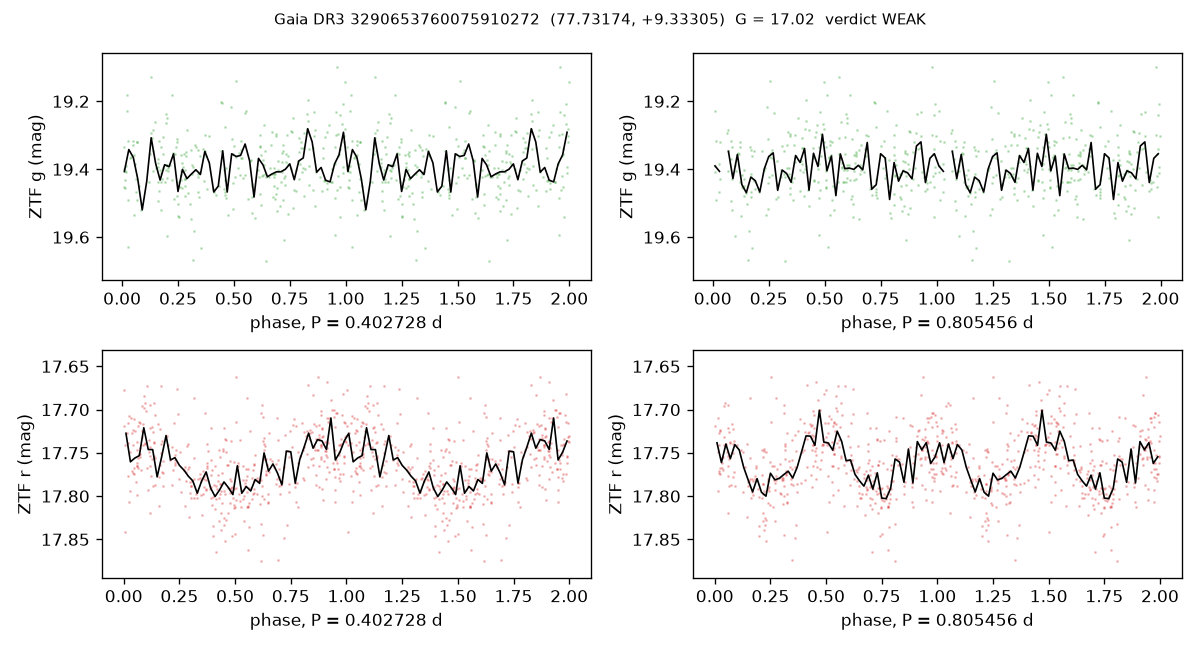 Gaia DR3 3290653760075910272 (77.73174, +9.33305) G = 17.02 verdict WEAK
ZTF g (mag)
19.2
19.4
19.6
0.00 0.25 0.50 0.75 1.00 1.25 1.50 1.75 2.00
phase, P = 0.402728 d
ZTF g (mag)
19.2
19.4
19.6
0.00 0.25 0.50 0.75 1.00 1.25 1.50 1.75 2.00
phase, P = 0.805456 d
ZTF r (mag)
17.65
17.70
17.75
17.80
17.85
0.00 0.25 0.50 0.75 1.00 1.25 1.50 1.75 2.00
phase, P = 0.402728 d
ZTF r (mag)
17.65
17.70
17.75
17.80
17.85
0.00 0.25 0.50 0.75 1.00 1.25 1.50 1.75 2.00
phase, P = 0.805456 d